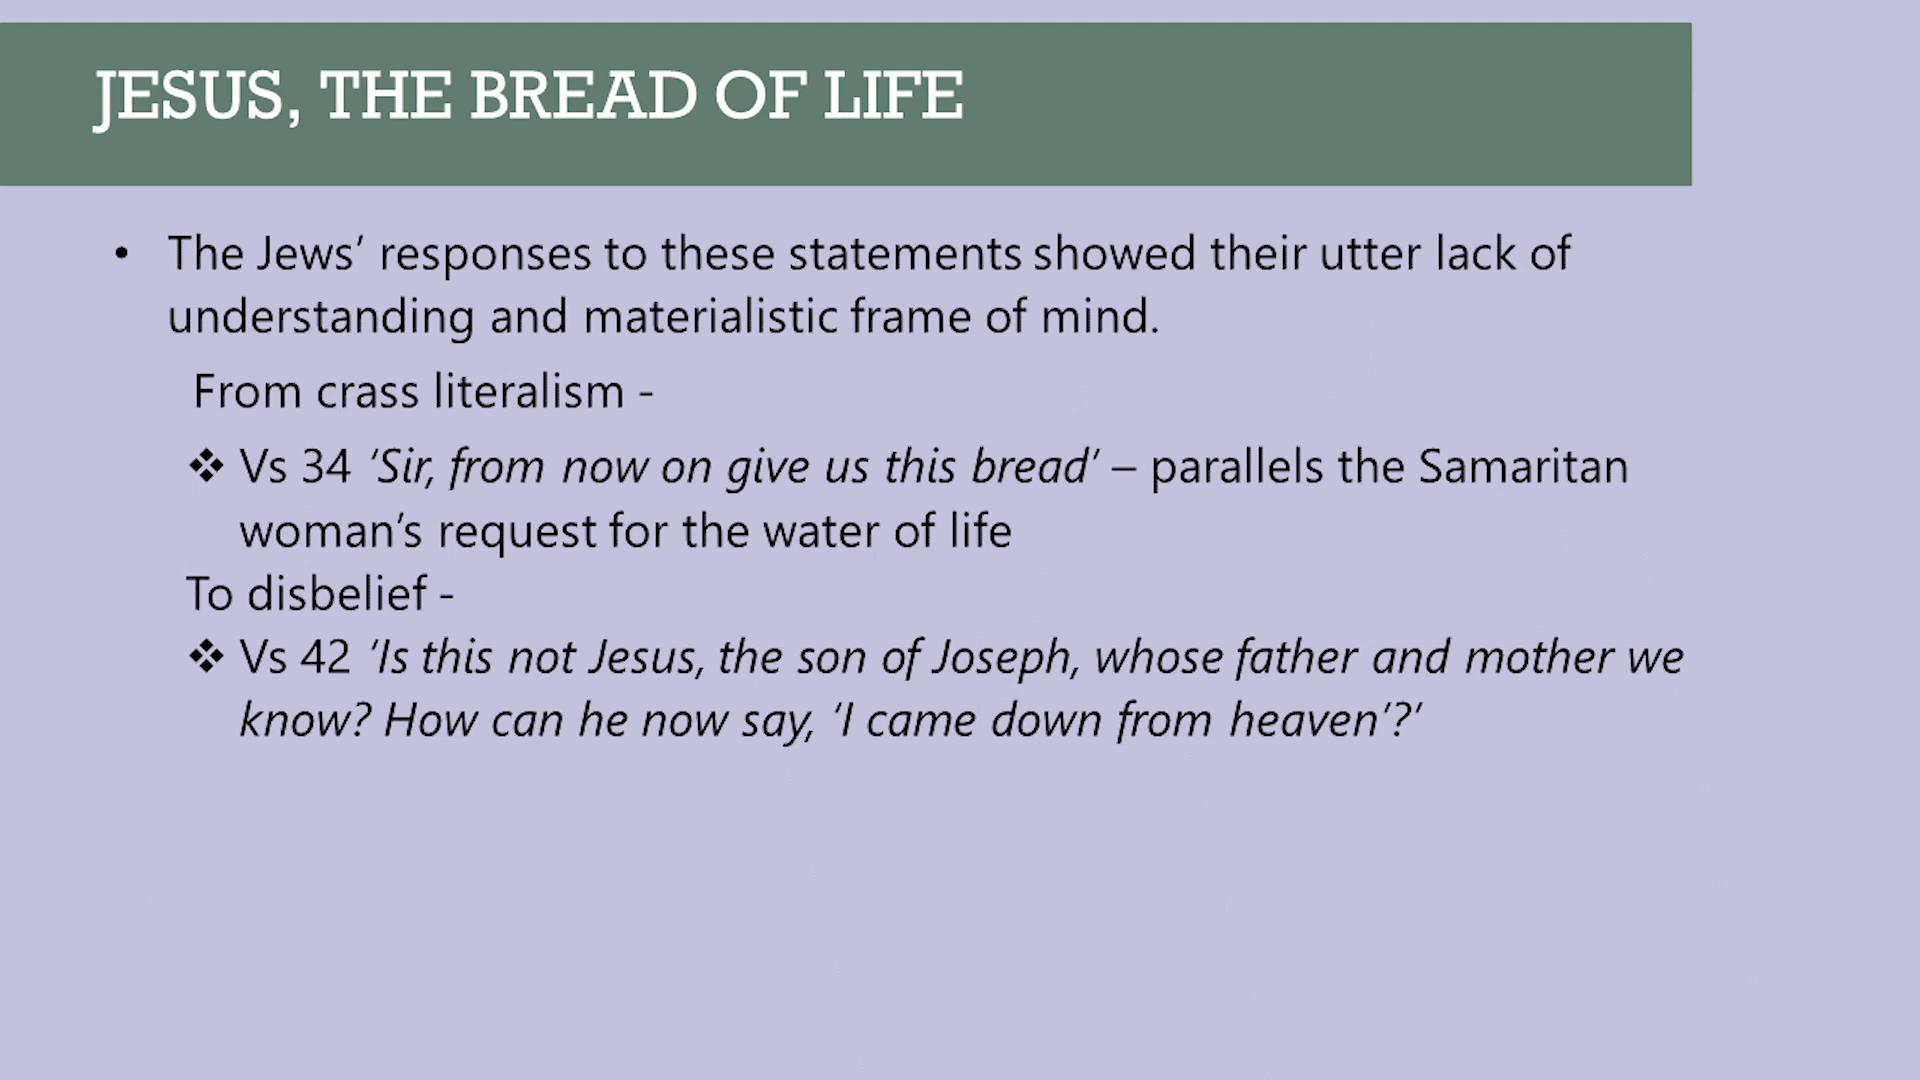 JESUS, THE BREAD OF LIFE
• The Jews’ responses to these statements showed their utter lack of
understanding and materialistic frame of mind.
From crass literalism -
❖ Vs 34 ‘Sir, from now on give us this bread’ – parallels the Samaritan
woman’s request for the water of life
To disbelief -
❖ Vs 42 ‘Is this not Jesus, the son of Joseph, whose father and mother we
know? How can he now say, ‘I came down from heaven’?’